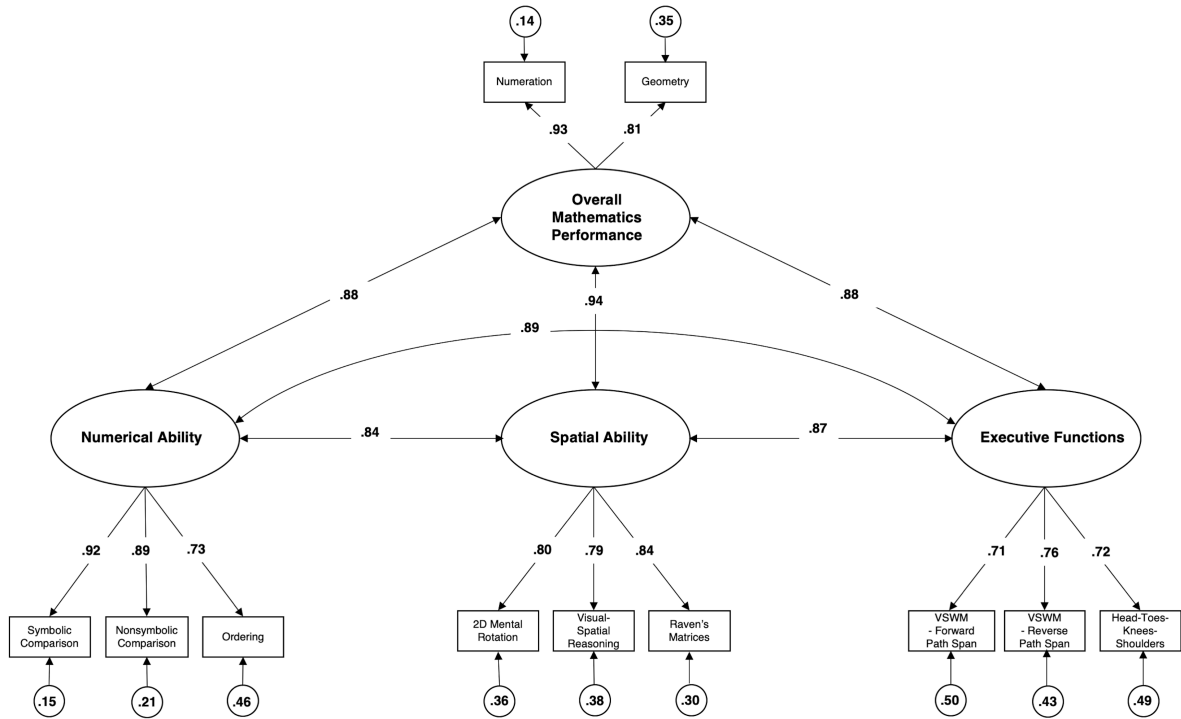 .14
.35
Numeration
Geometry
.93
.81
Overall
Mathematics
Performance
.88
.94
.88
.89
Numerical Ability
.84
Spatial Ability
.87
Executive Functions
.92
.89
.73
.80
.79
.84
.71
.76
.72
Symbolic
Comparison
Nonsymbolic
Comparison
Ordering
2D Mental
Rotation
Visual-
Spatial
Reasoning
Raven's
Matrices
VSWM
- Forward
Path Span
VSWM
- Reverse
Path Span
Head-Toes-
Knees-
Shoulders
.15
.21
.46
.36
.38
.30
.50
.43
.49